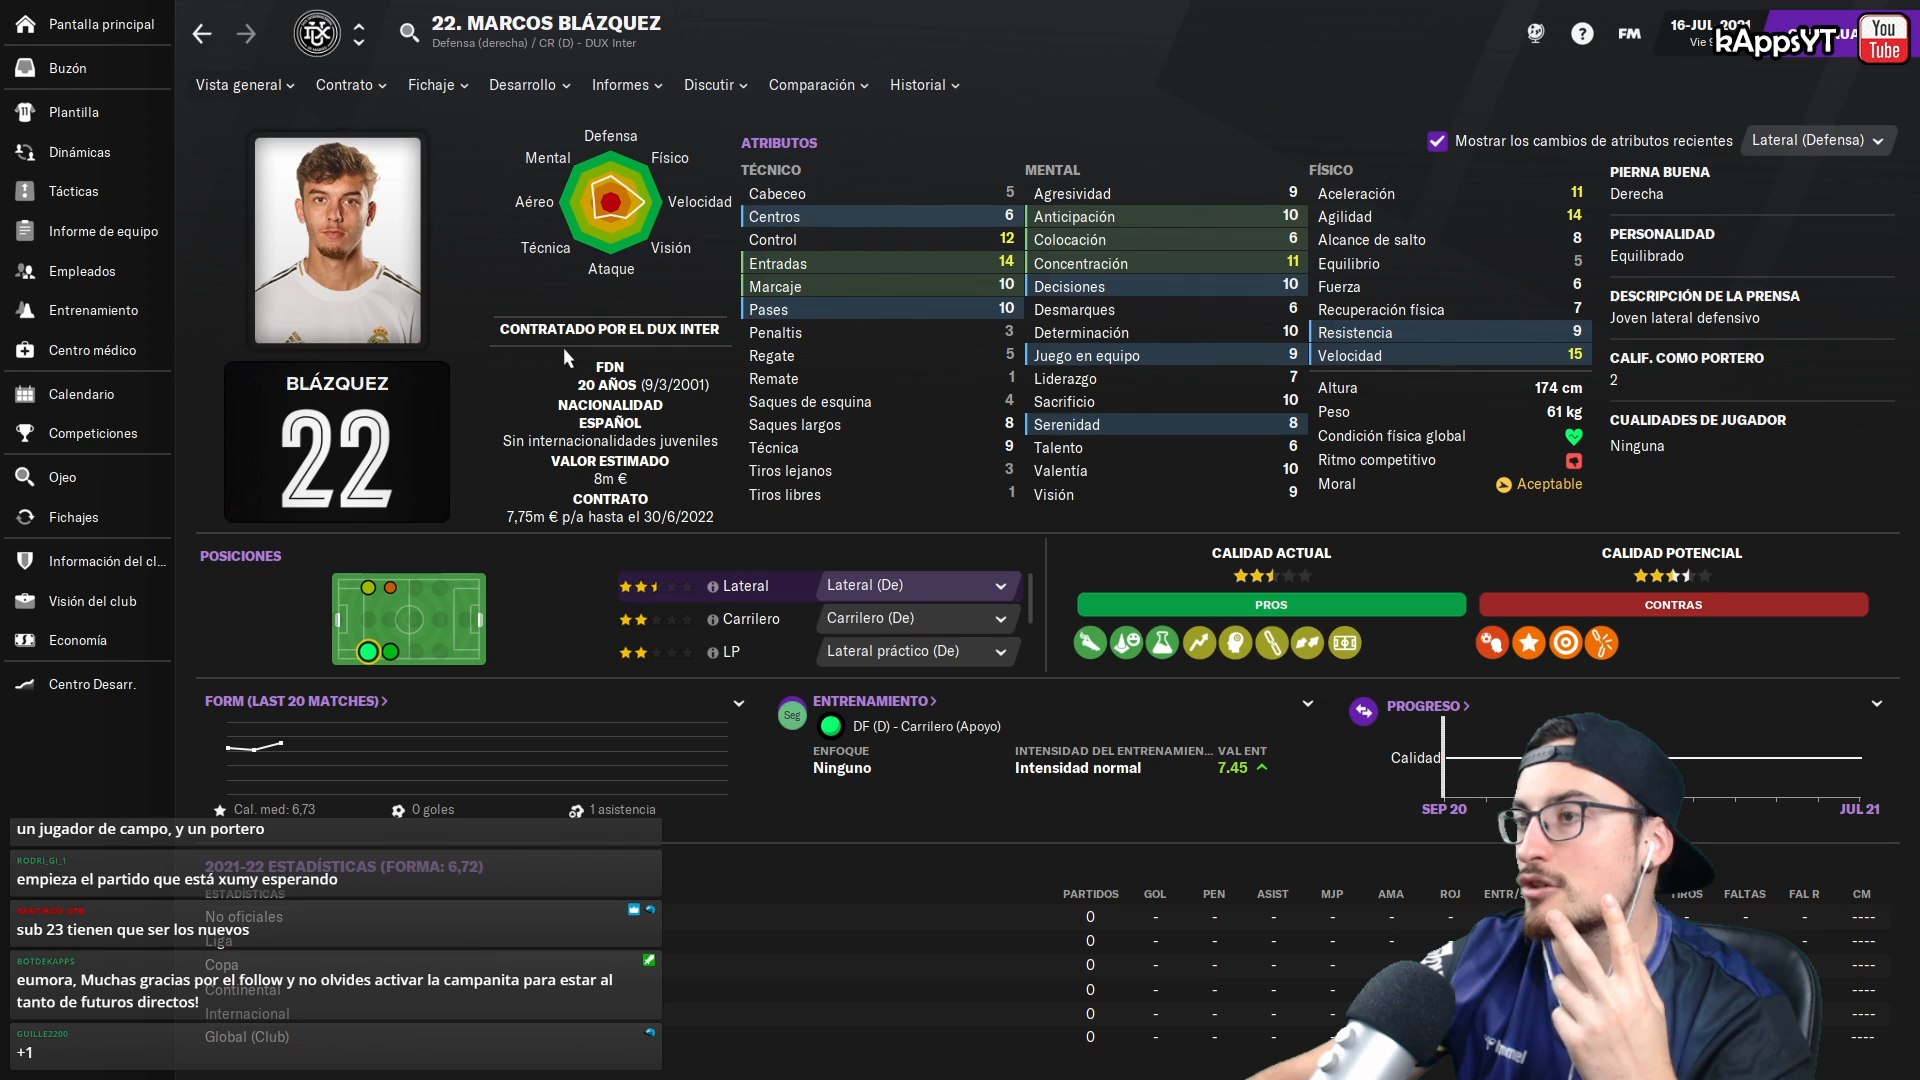 Pantalla principal
Buzón
Plantilla
Dinámicas
Tácticas
Informe de equipo
Empleados
Entrenamiento
Centro médico
Calendario
Competiciones
Ojeo
Fichajes
Información del cl...
Visión del club
Economía
Centro Desarr.
22. MARCOS BLÁZQUEZ
Defensa (derecha) / CR (D) - DUX Inter
FM
16-JUL 2021
kAppsYT
You
Tube
Vista general
Contrato
Fichaje
Desarrollo
Informes
Discutir
Comparación
Historial
BLÁZQUEZ
22
Defensa
Mental
Físico
Aéreo
Velocidad
Técnica
Visión
Ataque
CONTRATADO POR EL DUX INTER
FDN
20 AÑOS (9/3/2001)
NACIONALIDAD
ESPAÑOL
Sin internacionalidades juveniles
VALOR ESTIMADO
8m €
CONTRATO
7,75m € p/a hasta el 30/6/2022
ATRIBUTOS
Mostrar los cambios de atributos recientes
Lateral (Defensa)
TÉCNICO
Cabeceo 5
Centros 6
Control 12
Entradas 14
Marcaje 10
Pases 10
Penaltis 3
Regate 5
Remate 1
Saques de esquina 4
Saques largos 8
Técnica 9
Tiros lejanos 3
Tiros libres 1
MENTAL
Agresividad 9
Anticipación 10
Colocación 6
Concentración 11
Decisiones 10
Desmarques 6
Determinación 10
Juego en equipo 9
Liderazgo 7
Sacrificio 10
Serenidad 8
Talento 6
Valentía 10
Visión 9
FÍSICO
Aceleración 11
Agilidad 14
Alcance de salto 8
Equilibrio 5
Fuerza 6
Recuperación física 7
Resistencia 9
Velocidad 15
Altura 174 cm
Peso 61 kg
Condición física global
Ritmo competitivo
Moral Aceptable
PIERNA BUENA
Derecha
PERSONALIDAD
Equilibrado
DESCRIPCIÓN DE LA PRENSA
Joven lateral defensivo
CALIF. COMO PORTERO
2
CUALIDADES DE JUGADOR
Ninguna
POSICIONES
Lateral Lateral (De)
Carrilero Carrilero (De)
LP Lateral práctico (De)
CALIDAD ACTUAL
PROS
CALIDAD POTENCIAL
CONTRAS
FORM (LAST 20 MATCHES)
Cal. med: 6,73 0 goles 1 asistencia
Seg
ENTRENAMIENTO
DF (D) - Carrilero (Apoyo)
ENFOQUE
Ninguno
INTENSIDAD DEL ENTRENAMIEN...
Intensidad normal
VAL ENT
7.45
PROGRESO
Calidad
SEP 20 JUL 21
2021-22 ESTADÍSTICAS (FORMA: 6,72)
ESTADÍSTICAS PARTIDOS GOL PEN ASIST MJP AMA ROJ ENTR/ TIROS FALTAS FAL R CM
No oficiales 0 - - - - - - - - - ----
Liga 0 - - - - - - ----
Copa 0 - - - - ----
Continental 0 - - - - ----
Internacional 0 - - - - ----
Global (Club) 0 - - - ----
un jugador de campo, y un portero
RODRI_GI_1
empieza el partido que está xumy esperando
sub 23 tienen que ser los nuevos
BOTDEKAPPS
eumora, Muchas gracias por el follow y no olvides activar la campanita para estar al
tanto de futuros directos!
GUILLE2200
+1